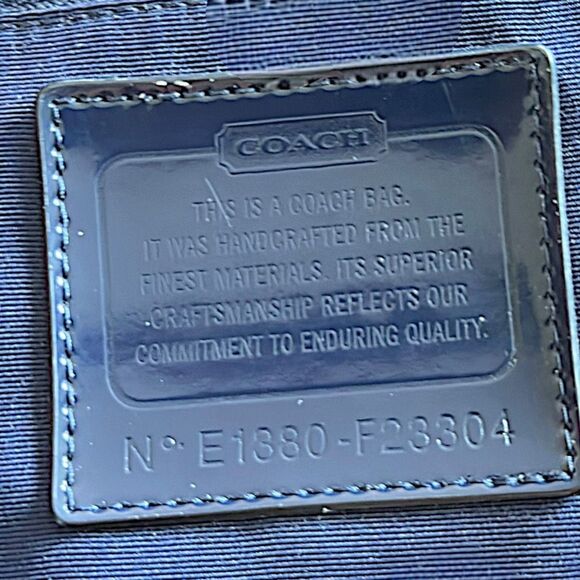 COACH
THIS IS A COACH BAG.
IT WAS HANDCRAFTED FROM THE
FINEST MATERIALS. ITS SUPERIOR
CRAFTSMANSHIP REFLECTS OUR
COMMITMENT TO ENDURING QUALITY.
Nº E1380-F23304